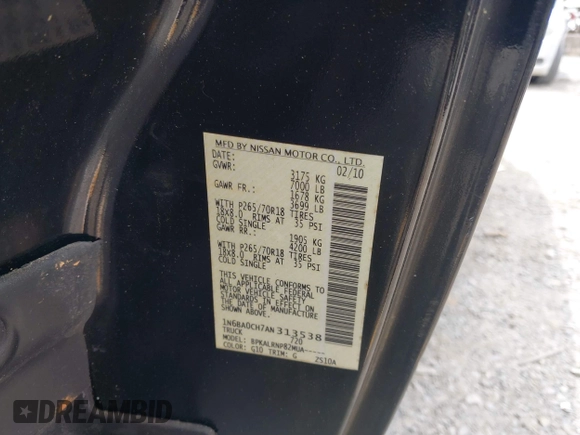 MFD BY NISSAN MOTOR CO., LTD.
DATE: 02/10
GVWR: 3175 KG
7000 LB
GAWR FR.: 1678 KG
3699 LB
WITH P265/70R18 TIRES
18X8.0 RIMS AT 35 PSI
COLD SINGLE
GAWR RR.: 1905 KG
4200 LB
WITH P265/70R18 TIRES
18X8.0 RIMS AT 35 PSI
COLD SINGLE
THIS VEHICLE CONFORMS TO
ALL APPLICABLE FEDERAL
MOTOR VEHICLE SAFETY
STANDARDS IN EFFECT ON
THE DATE OF MANUFACTURE
SHOWN ABOVE.
1N6BA0CH7AN313538
TRUCK 720
MODEL: BPKALRNP82MUA-----
COLOR: G10 TRIM: G 2S10A
DREAMBID